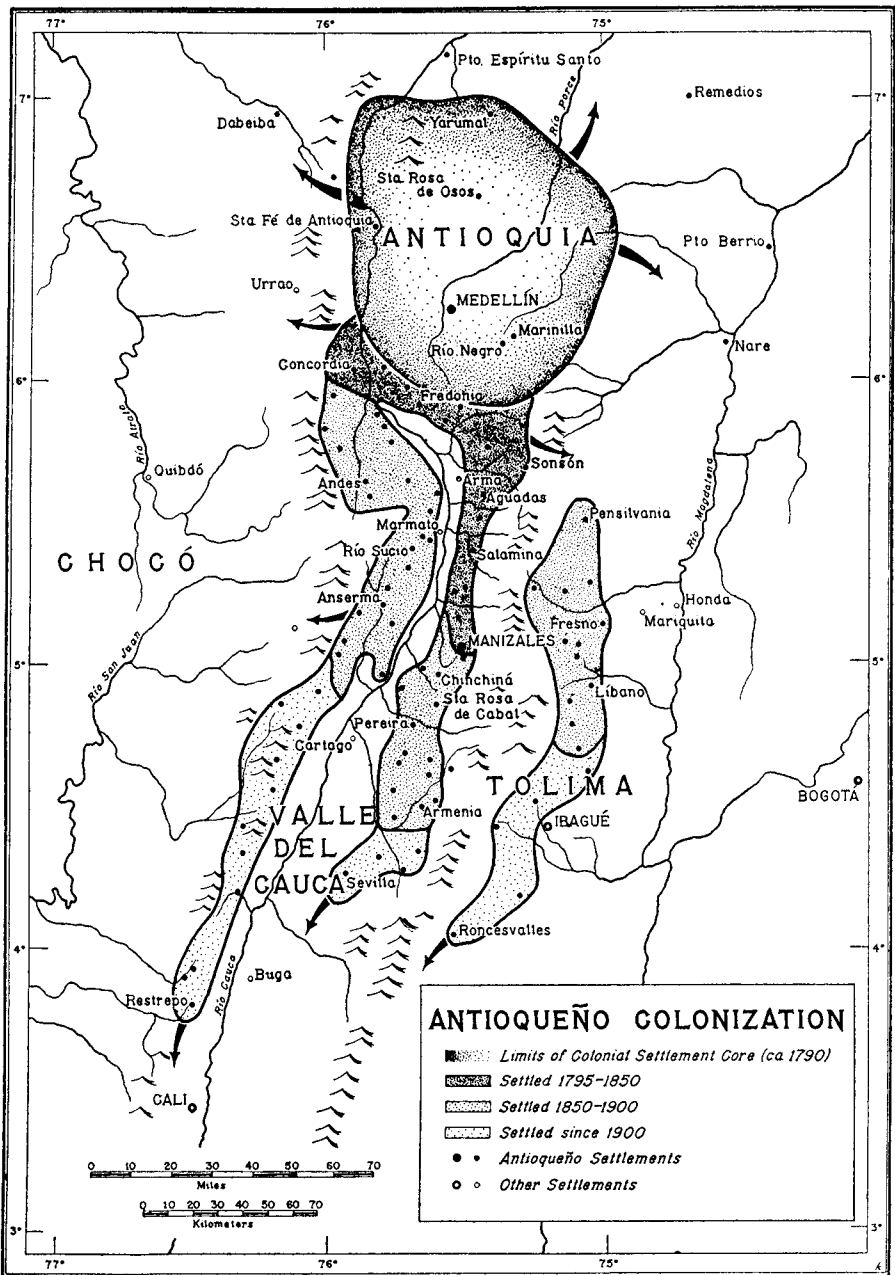 77°
76°
75°
7°
7°
Pto. Espíritu Santo
Remedios
Río Porce
Dabeiba
Yarumal
Sta Rosa
de Osos
Sta Fé de Antioquia
ANTIOQUIA
Pto Berrío
Urrao
MEDELLÍN
Marinilla
Río Negro
Nare
6°
6°
Concordia
Fredonia
Río Atrato
Sonsón
Quibdó
Arma
Andes
Aguadas
Pensilvania
Marmato
Río Magdalena
CHOCÓ
Río Sucio
Salamina
Anserma
Honda
Fresno
Mariquita
MANIZALES
5°
5°
Río San Juan
Chinchiná
Sta Rosa
de Cabal
Líbano
Pereira
Cartago
TOLIMA
BOGOTÁ
VALLE
DEL
CAUCA
Armenia
IBAGUÉ
Sevilla
Roncesvalles
4°
4°
Buga
Restrepo
Río Cauca
CALI
ANTIOQUEÑO COLONIZATION
Limits of Colonial Settlement Core (ca 1790)
Settled 1795-1850
Settled 1850-1900
Settled since 1900
Antioqueño Settlements
Other Settlements
0 10 20 30 40 50 60 70
Miles
0 10 20 30 40 50 60 70
Kilometers
3°
3°
77°
76°
75°